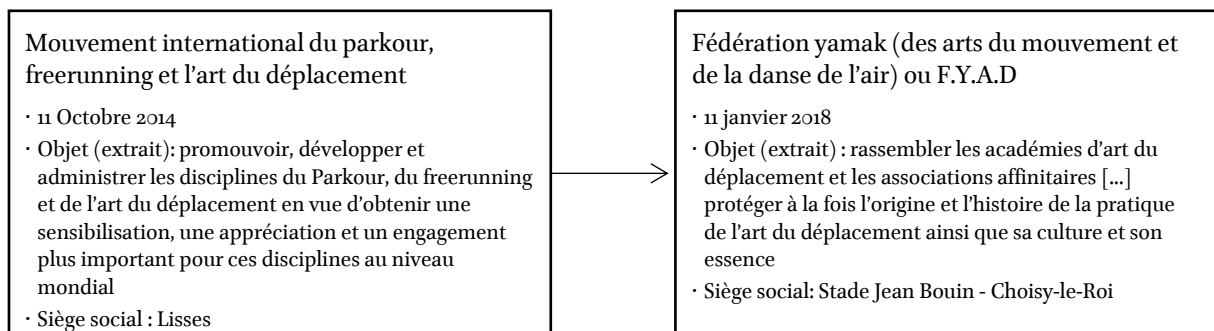 Mouvement international du parkour,
freerunning et l’art du déplacement
· 11 Octobre 2014
· Objet (extrait): promouvoir, développer et
administrer les disciplines du Parkour, du freerunning
et de l’art du déplacement en vue d’obtenir une
sensibilisation, une appréciation et un engagement
plus important pour ces disciplines au niveau
mondial
· Siège social : Lisses
Fédération yamak (des arts du mouvement et
de la danse de l’air) ou F.Y.A.D
· 11 janvier 2018
· Objet (extrait) : rassembler les académies d’art du
déplacement et les associations affinitaires [...]
protéger à la fois l’origine et l’histoire de la pratique
de l’art du déplacement ainsi que sa culture et son
essence
· Siège social: Stade Jean Bouin - Choisy-le-Roi